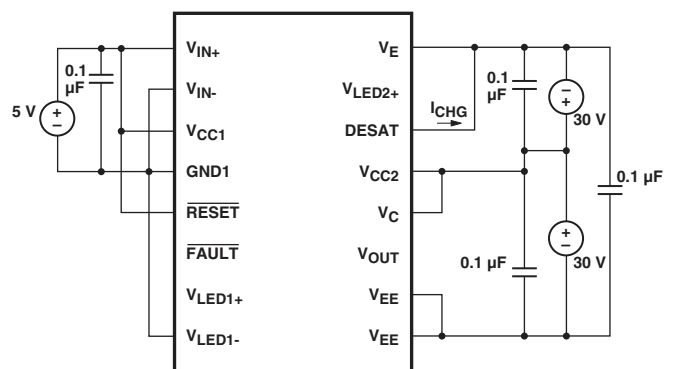 V_IN+
V_E
0.1
µF
0.1
µF
V_IN-
V_LED2+
5 V
I_CHG
30 V
V_CC1
DESAT
GND1
V_CC2
0.1 µF
RESET
V_C
FAULT
V_OUT
0.1 µF
30 V
V_LED1+
V_EE
V_LED1-
V_EE